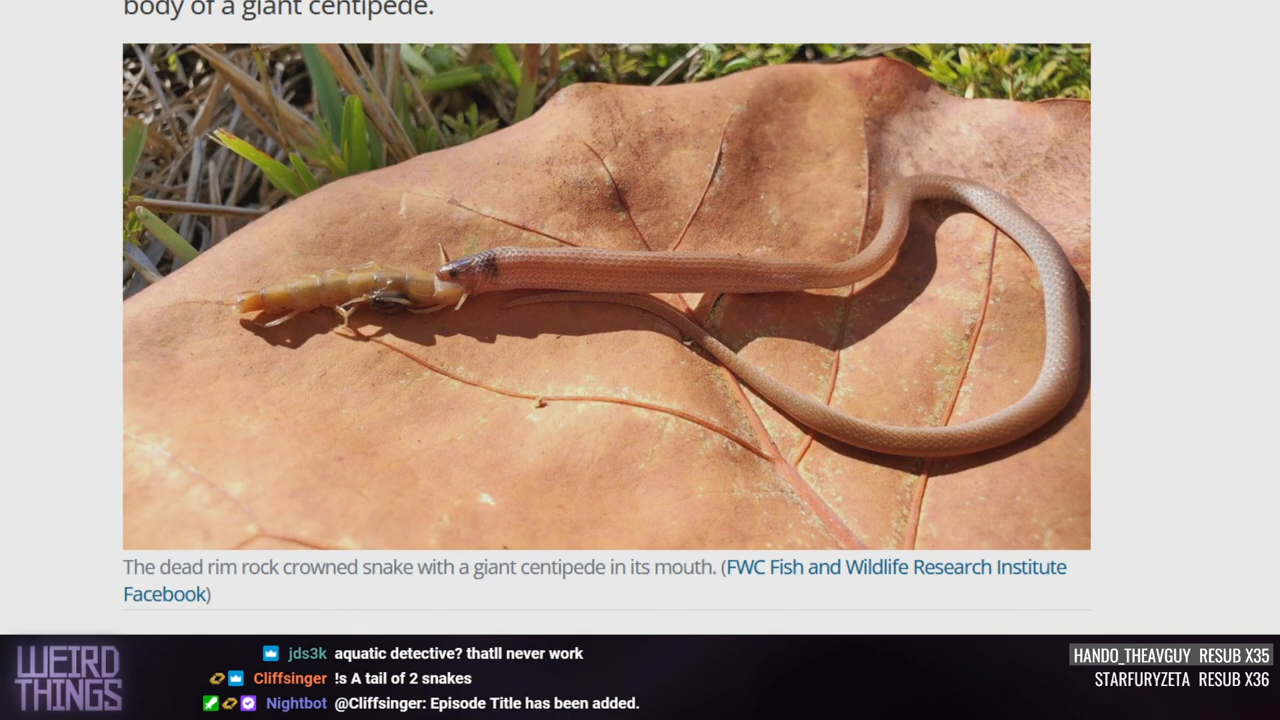 body of a giant centipede.
The dead rim rock crowned snake with a giant centipede in its mouth. (FWC Fish and Wildlife Research Institute
Facebook)
WEIRD
THINGS
jds3k aquatic detective? thatll never work
Cliffsinger !s A tail of 2 snakes
Nightbot @Cliffsinger: Episode Title has been added.
HANDO_THEAVGUY RESUB X35
STARFURYZETA RESUB X36